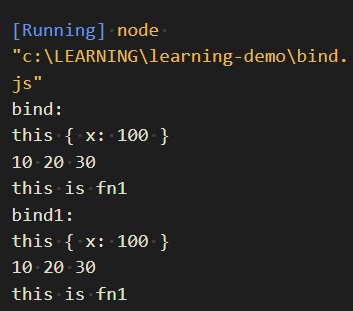 [Running] node
"c:\LEARNING\learning-demo\bind.
js"
bind:
this { x: 100 }
10 20 30
this is fn1
bind1:
this { x: 100 }
10 20 30
this is fn1